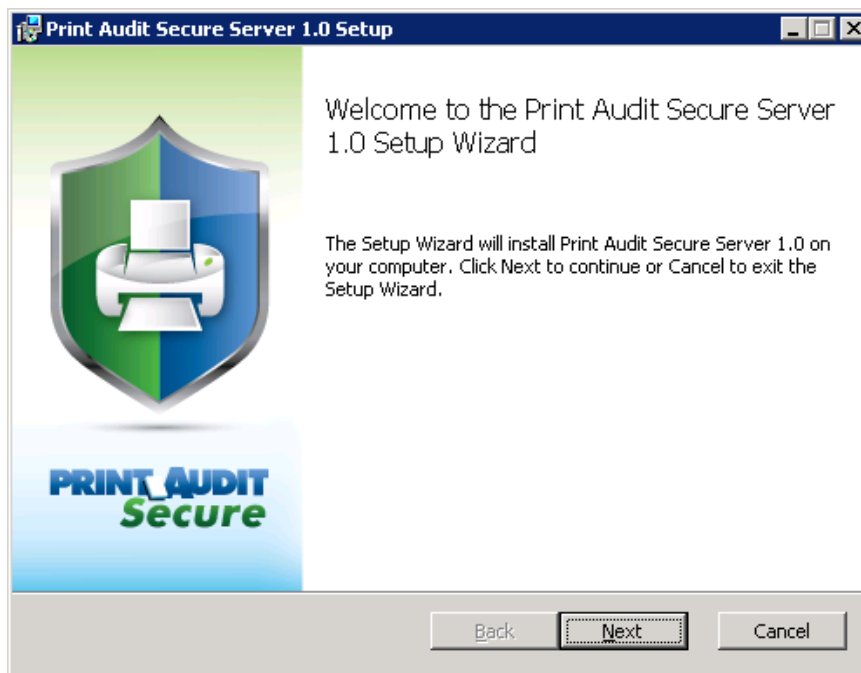 Print Audit Secure Server 1.0 Setup
Welcome to the Print Audit Secure Server
1.0 Setup Wizard
The Setup Wizard will install Print Audit Secure Server 1.0 on
your computer. Click Next to continue or Cancel to exit the
Setup Wizard.
PRINT AUDIT
Secure
Back
Next
Cancel